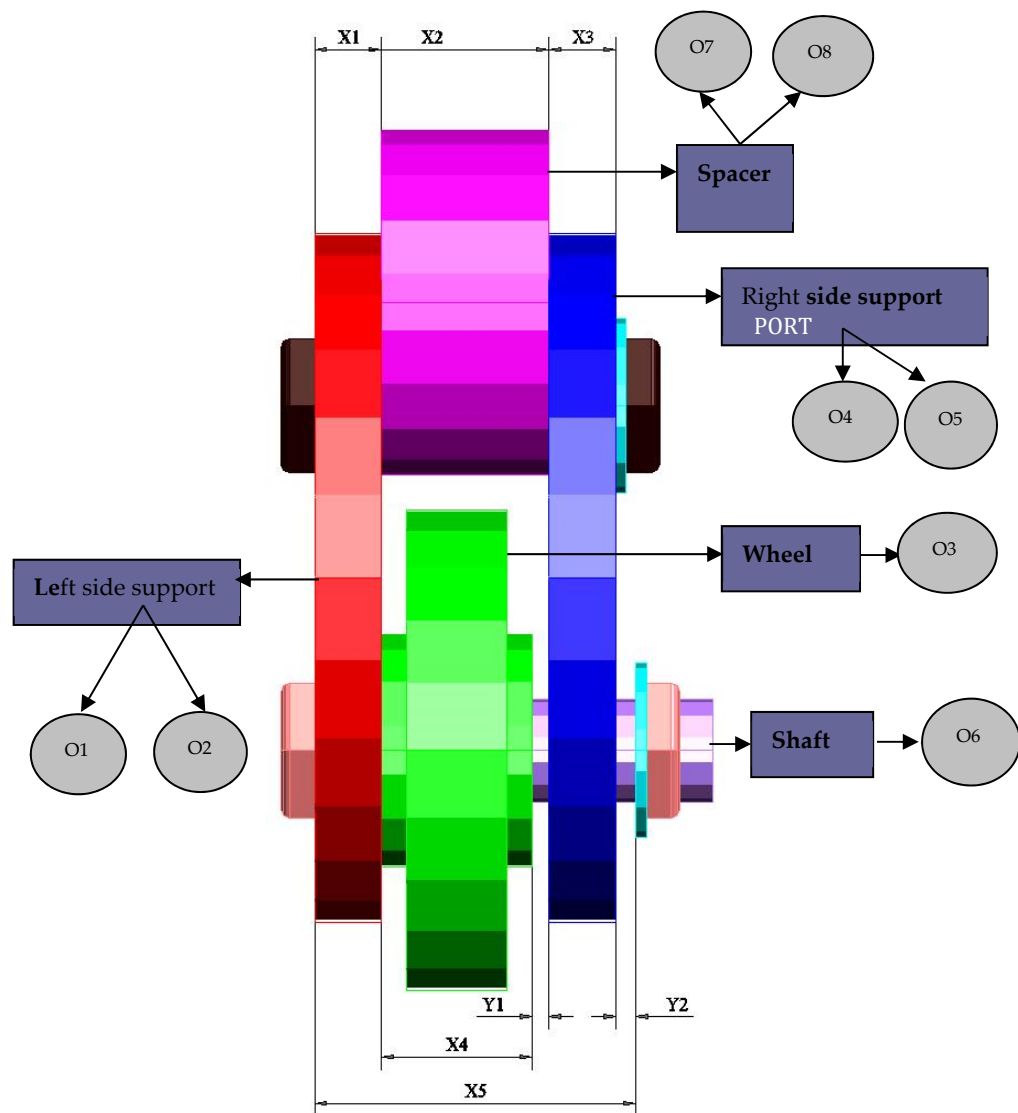 X1 X2 X3
O7 O8
Spacer
Right side support
PORT
O4 O5
Wheel O3
Left side support
O1 O2
Shaft O6
Y1 Y2
X4
X5